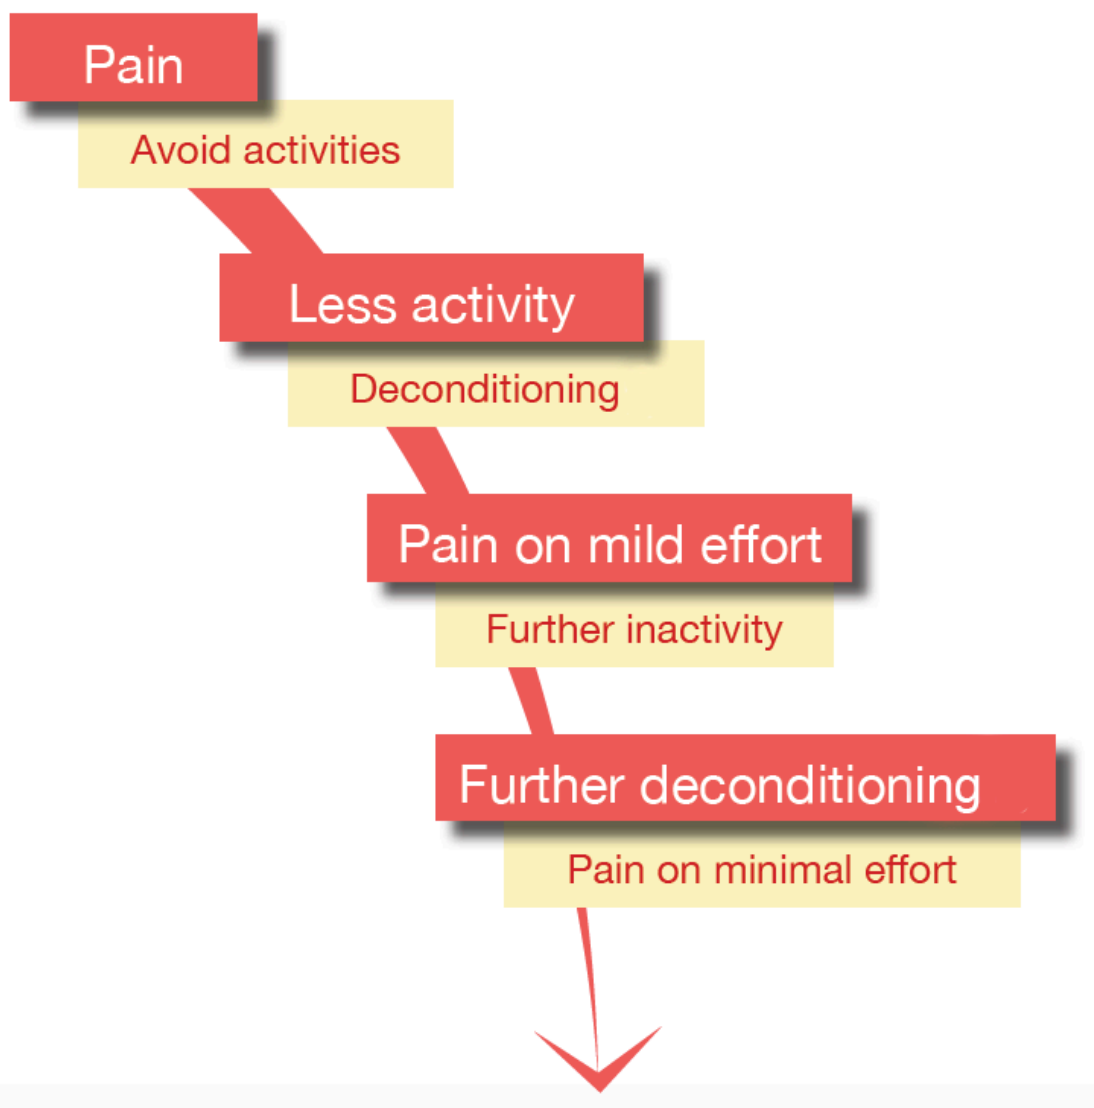 Pain
Avoid activities
Less activity
Deconditioning
Pain on mild effort
Further inactivity
Further deconditioning
Pain on minimal effort